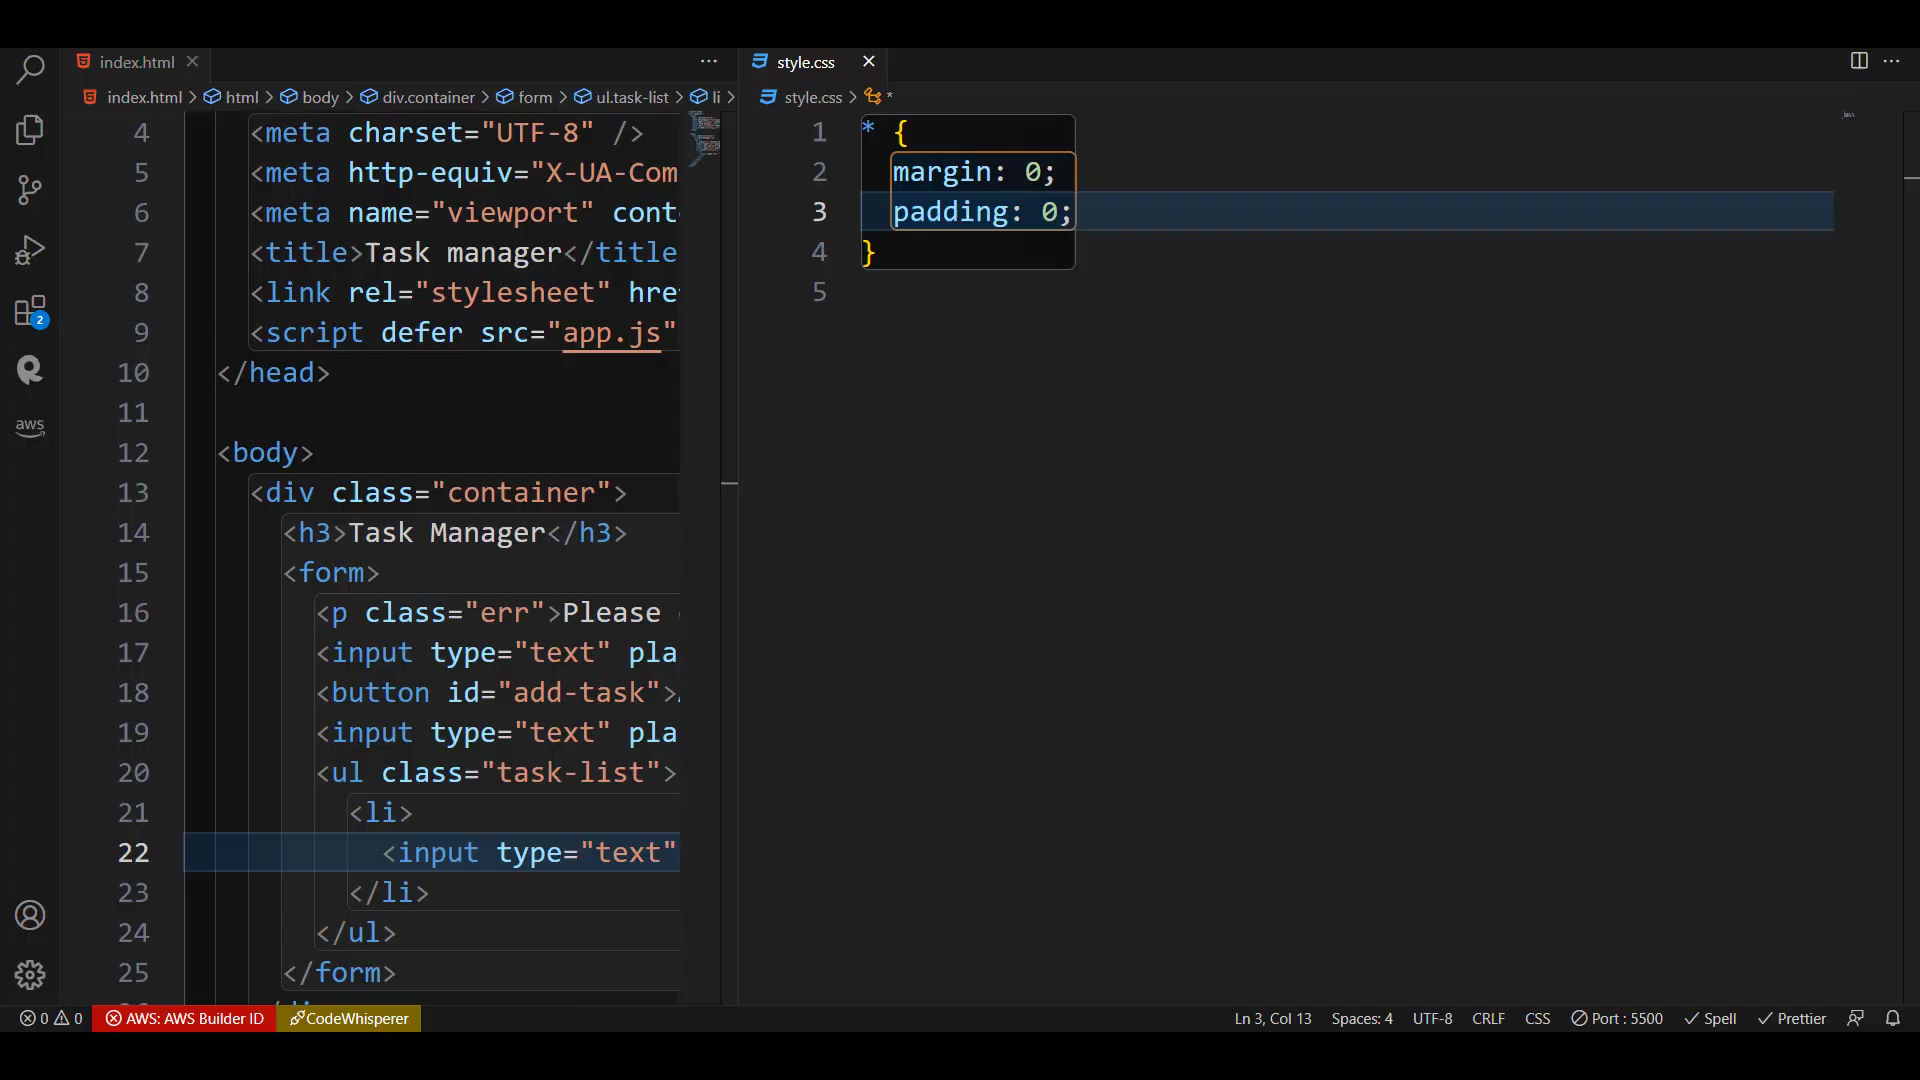 index.html
style.css
index.html > html > body > div.container > form > ul.task-list > li >
style.css > *
4 <meta charset="UTF-8" />
5 <meta http-equiv="X-UA-Com
6 <meta name="viewport" cont
7 <title>Task manager</title
8 <link rel="stylesheet" hre
9 <script defer src="app.js"
10 </head>
11
12 <body>
13 <div class="container">
14 <h3>Task Manager</h3>
15 <form>
16 <p class="err">Please
17 <input type="text" pla
18 <button id="add-task">
19 <input type="text" pla
20 <ul class="task-list">
21 <li>
22 <input type="text"
23 </li>
24 </ul>
25 </form>
1 * {
2 margin: 0;
3 padding: 0;
4 }
5
2
aws
0 0 AWS: AWS Builder ID CodeWhisperer Ln 3, Col 13 Spaces: 4 UTF-8 CRLF CSS Port : 5500 Spell Prettier